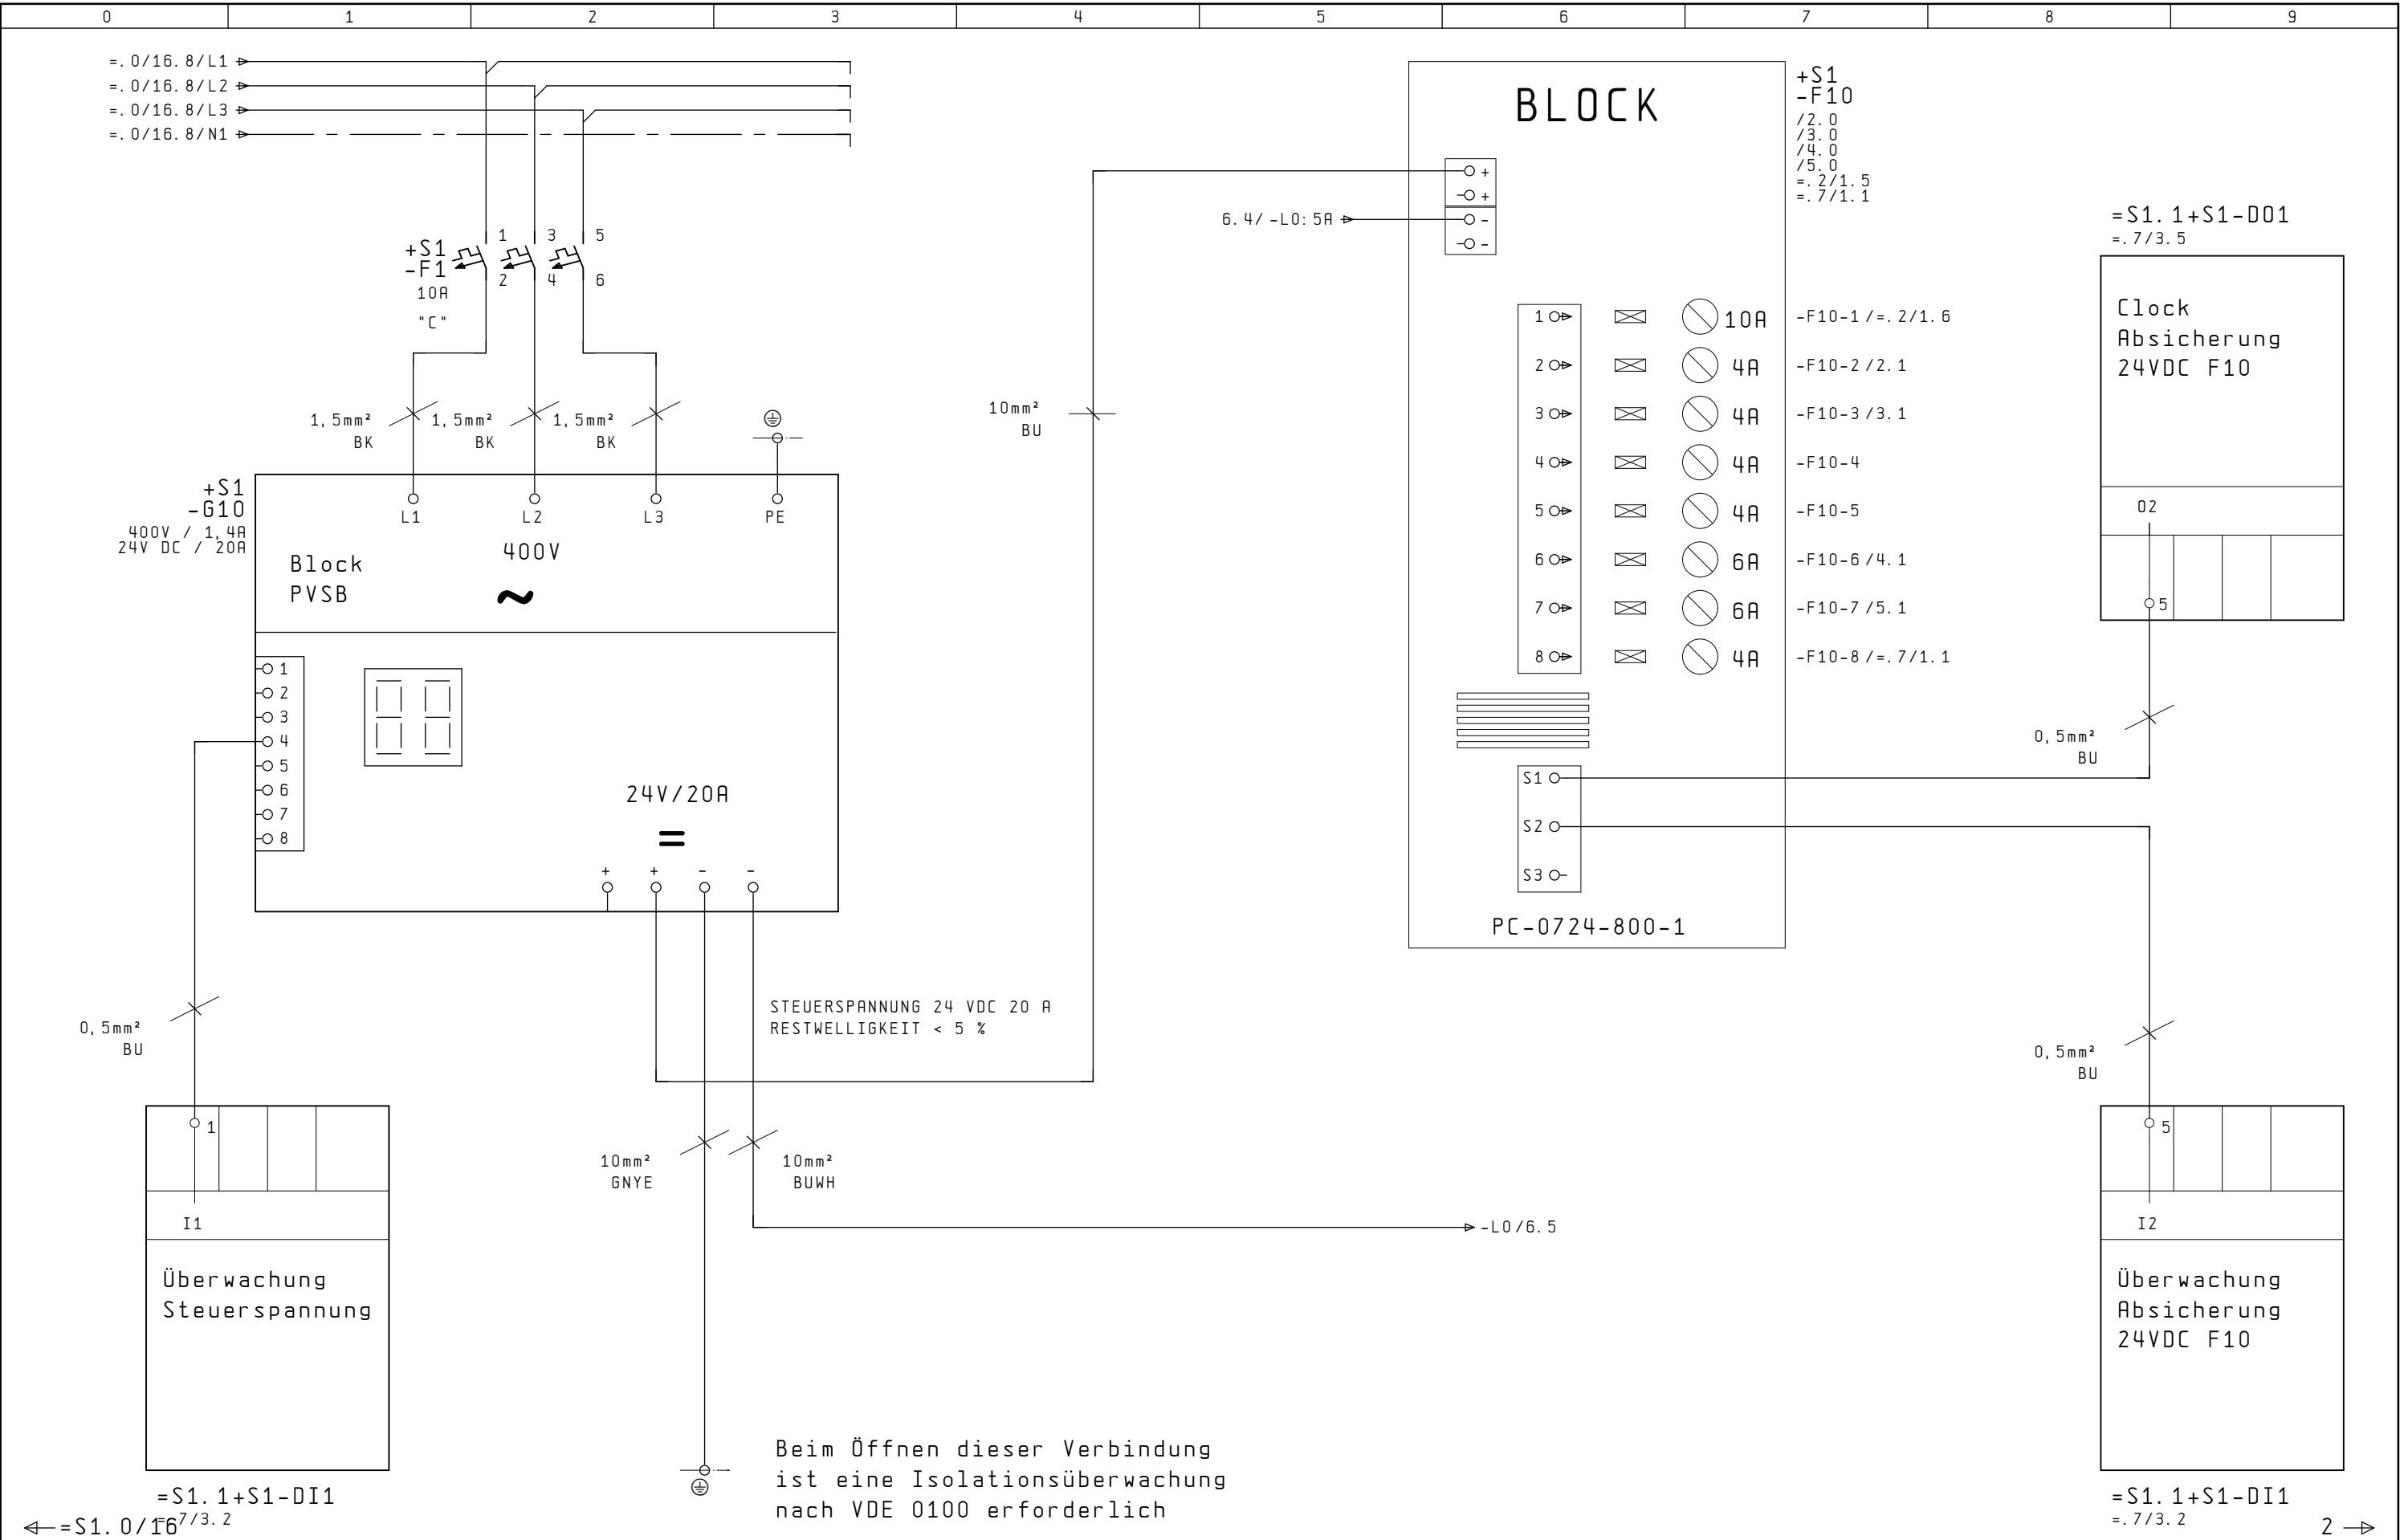 0 1 2 3 4 5 6 7 8 9
=.0/16.8/L1
=.0/16.8/L2
=.0/16.8/L3
=.0/16.8/N1
+S1
-F1
10A
"C"
1 3 5
2 4 6
1,5mm²
BK
1,5mm²
BK
1,5mm²
BK
+S1
-G10
400V / 1,4A
24V DC / 20A
L1 L2 L3 PE
400V
Block
PVSB
~
1
2
3
4
5
6
7
8
24V/20A
=
+ + - -
0,5mm²
BU
1
I1
Überwachung
Steuerspannung
=S1.1+S1-DI1
=.7/3.2
STEUERSPANNUNG 24 VDC 20 A
RESTWELLIGKEIT < 5 %
10mm²
GNYE
10mm²
BUWH
-L0/6.5
Beim Öffnen dieser Verbindung
ist eine Isolationsüberwachung
nach VDE 0100 erforderlich
10mm²
BU
6.4/-L0:5A
BLOCK
+
+
-
-
+S1
-F10
/2.0
/3.0
/4.0
/5.0
=.2/1.5
=.7/1.1
1 10A -F10-1/=.2/1.6
2 4A -F10-2/2.1
3 4A -F10-3/3.1
4 4A -F10-4
5 4A -F10-5
6 6A -F10-6/4.1
7 6A -F10-7/5.1
8 4A -F10-8/=.7/1.1
S1
S2
S3
PC-0724-800-1
=S1.1+S1-DO1
=.7/3.5
Clock
Absicherung
24VDC F10
O2
5
0,5mm²
BU
0,5mm²
BU
5
I2
Überwachung
Absicherung
24VDC F10
=S1.1+S1-DI1
=.7/3.2
=S1.0/16
2